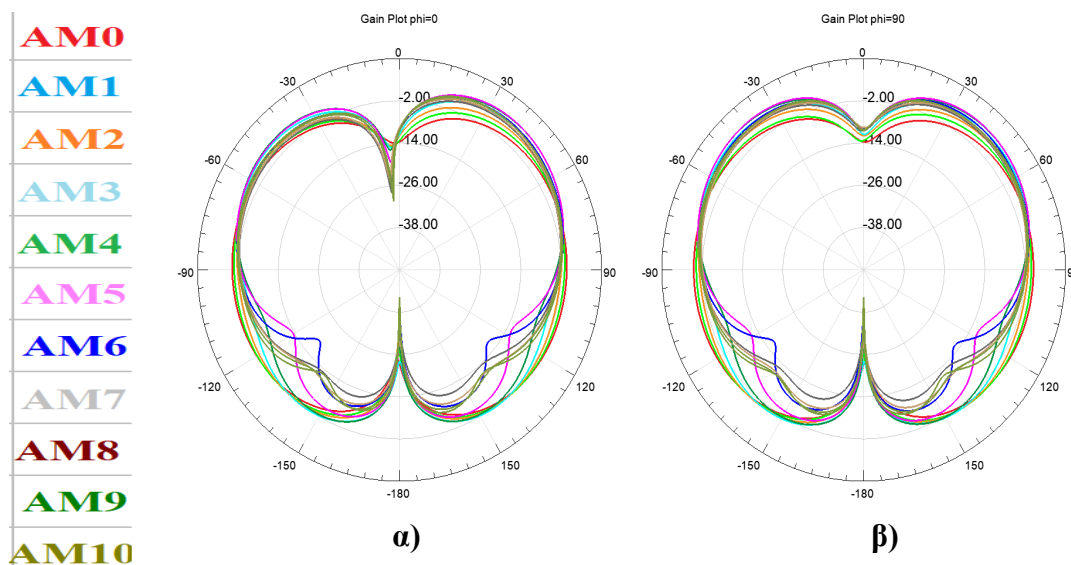 AM0
AM1
AM2
AM3
AM4
AM5
AM6
AM7
AM8
AM9
AM10
Gain Plot phi=0
0
-30
30
-2.00
-14.00
-60
60
-26.00
-38.00
-90
90
-120
120
-150
150
-180
α)
Gain Plot phi=90
0
-30
30
-2.00
-14.00
-60
60
-26.00
-38.00
-90
9
-120
120
-150
150
-180
β)